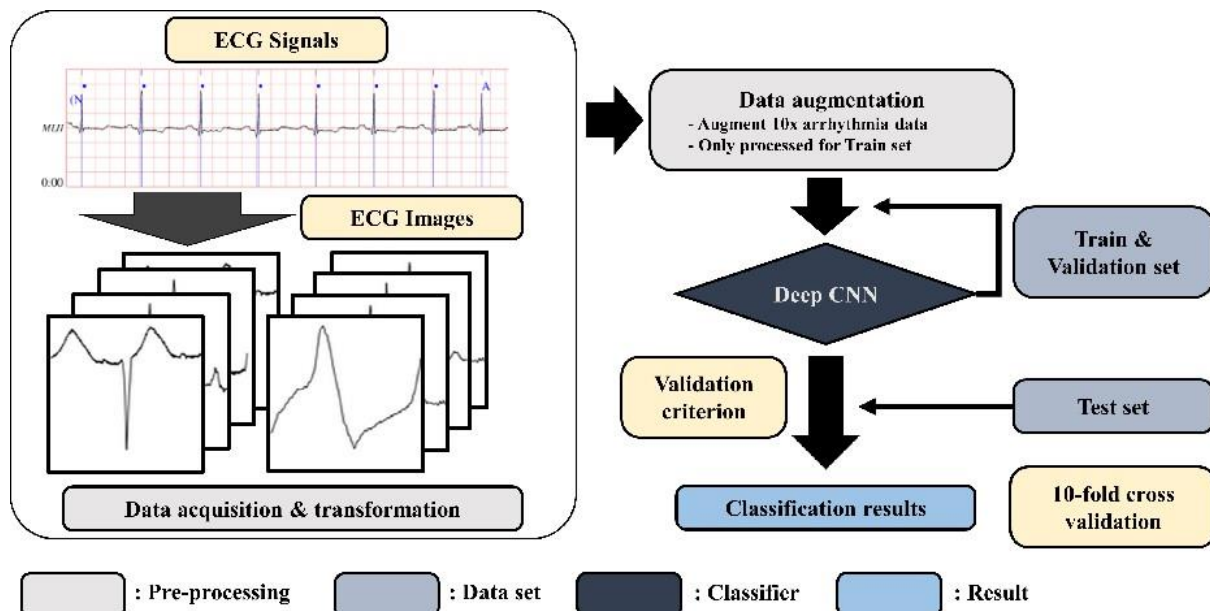 ECG Signals
(N
A
MLII
0:00
ECG Images
Data acquisition & transformation
Data augmentation
- Augment 10x arrhythmia data
- Only processed for Train set
Train &
Validation set
Deep CNN
Validation
criterion
Test set
Classification results
10-fold cross
validation
: Pre-processing
: Data set
: Classifier
: Result